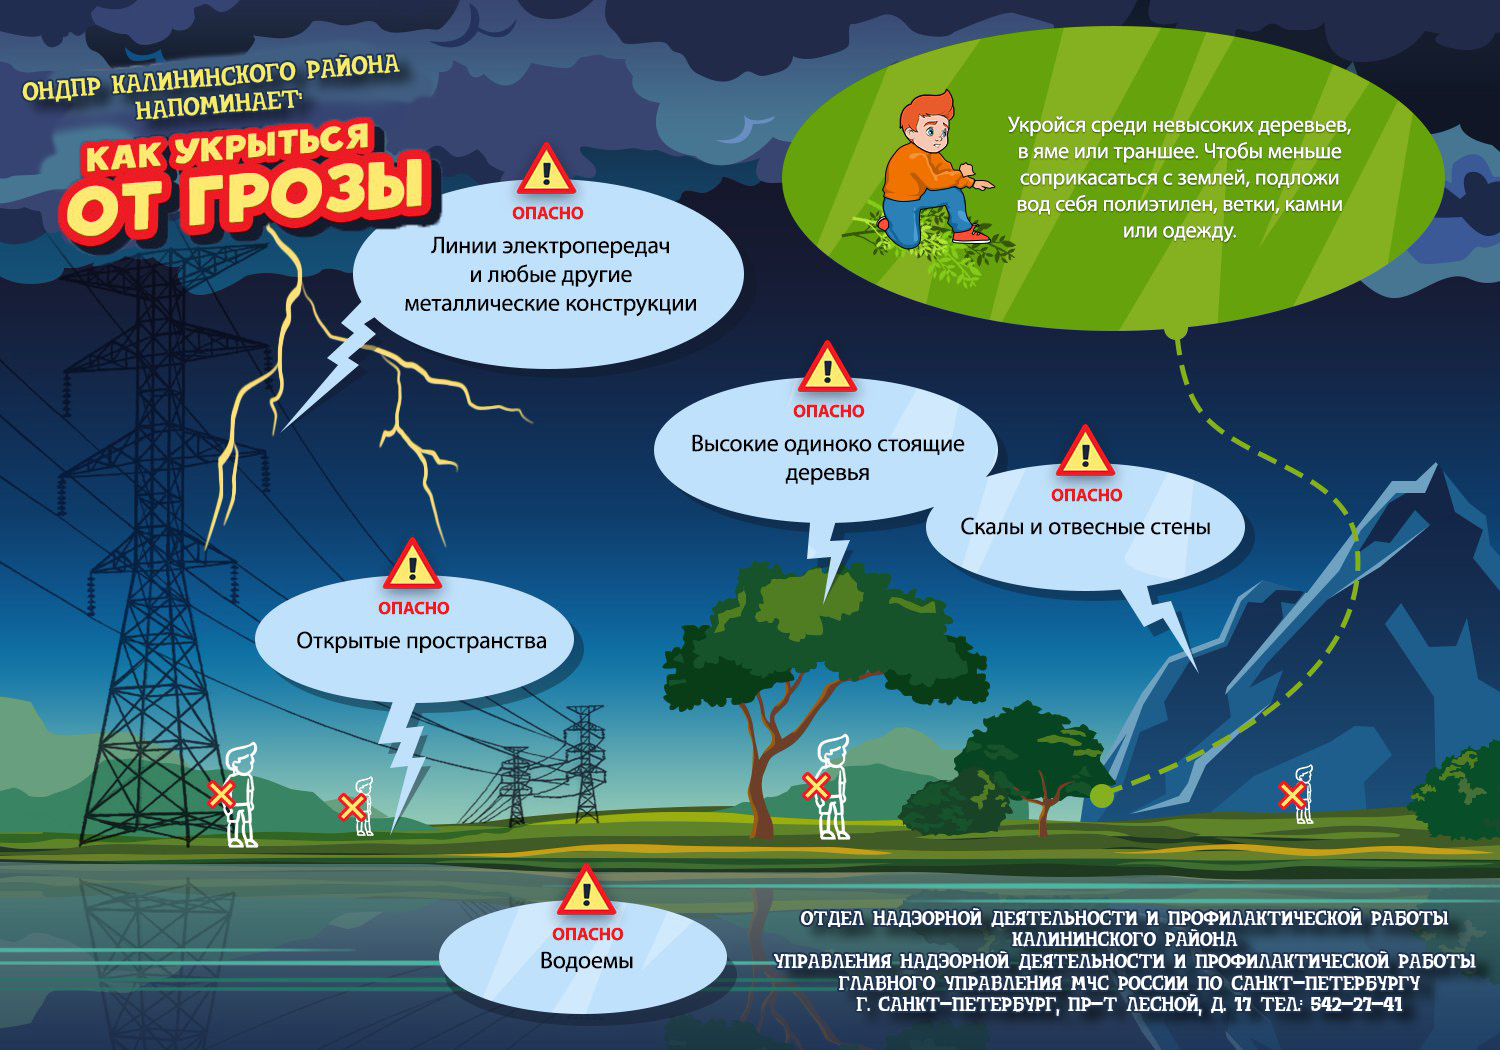 ОНДПР КАЛИНИНСКОГО РАЙОНА
НАПОМИНАЕТ:
КАК УКРЫТЬСЯ
ОТ ГРОЗЫ
Укройся среди невысоких деревьев,
в яме или траншее. Чтобы меньше
соприкасаться с землей, подложи
вод себя полиэтилен, ветки, камни
или одежду.
ОПАСНО
Линии электропередач
и любые другие
металлические конструкции
ОПАСНО
Высокие одиноко стоящие
деревья
ОПАСНО
Скалы и отвесные стены
ОПАСНО
Открытые пространства
ОПАСНО
Водоемы
ОТДЕЛ НАДЗОРНОЙ ДЕЯТЕЛЬНОСТИ И ПРОФИЛАКТИЧЕСКОЙ РАБОТЫ
КАЛИНИНСКОГО РАЙОНА
УПРАВЛЕНИЯ НАДЗОРНОЙ ДЕЯТЕЛЬНОСТИ И ПРОФИЛАКТИЧЕСКОЙ РАБОТЫ
ГЛАВНОГО УПРАВЛЕНИЯ МЧС РОССИИ ПО САНКТ-ПЕТЕРБУРГУ
Г. САНКТ-ПЕТЕРБУРГ, ПР-Т ЛЕСНОЙ, Д. 17 ТЕЛ: 542-27-41